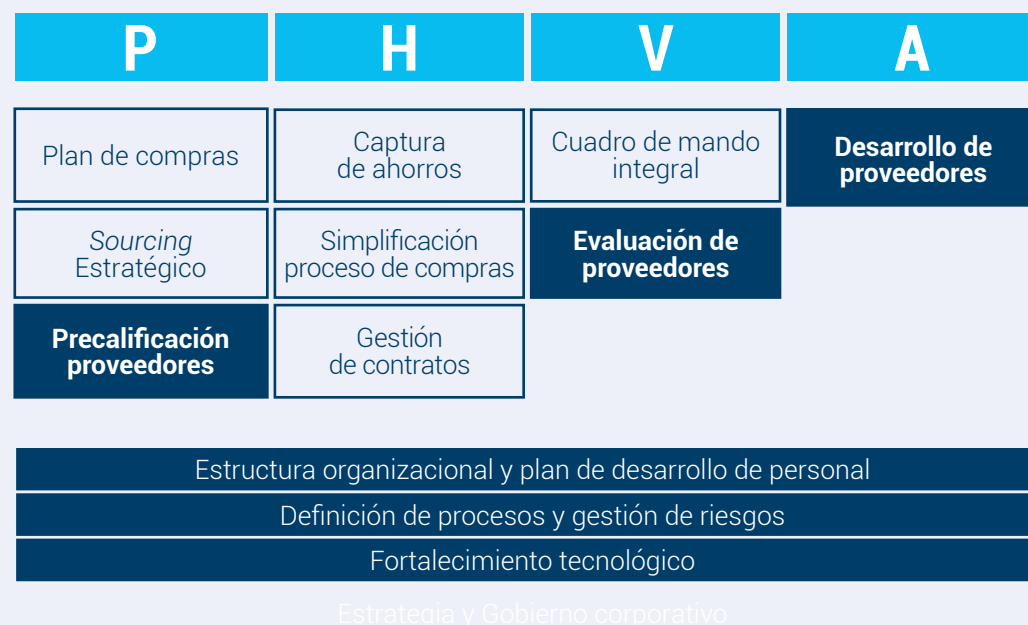 P H V A
Plan de compras
Captura
de ahorros
Cuadro de mando
integral
Desarrollo de
proveedores
Sourcing
Estratégico
Simplificación
proceso de compras
Evaluación de
proveedores
Precalificación
proveedores
Gestión
de contratos
Estructura organizacional y plan de desarrollo de personal
Definición de procesos y gestión de riesgos
Fortalecimiento tecnológico
Estrategia y Gobierno corporativo